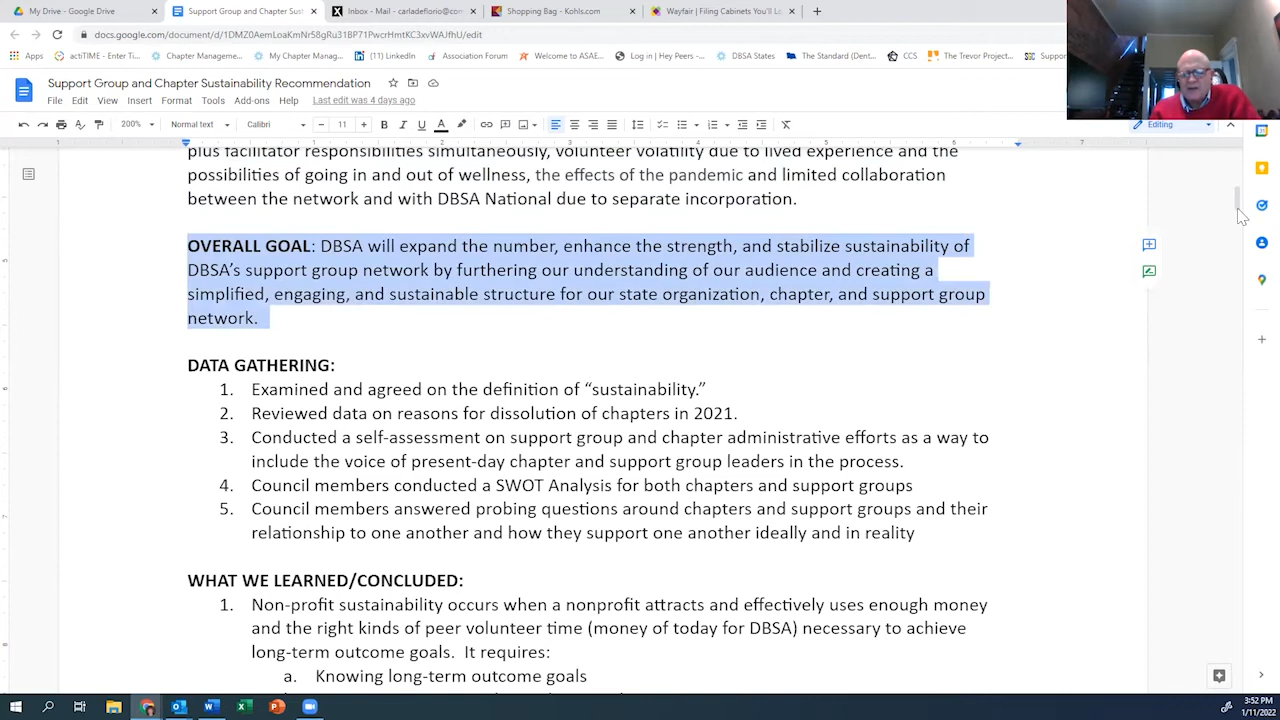 My Drive - Google Drive
Support Group and Chapter Sust
Inbox - Mail - carladeflorio@con
Shopping Bag - Kohls.com
Wayfair | Filing Cabinets You'll Lo
docs.google.com/document/d/1DMZ0AemLoaKmNr58gRu31BP71PwcrHmtKC3xvWAJfhU/edit
Apps
actiTIME - Enter Ti...
Chapter Manageme...
My Chapter Manag...
(1) LinkedIn
Association Forum
Welcome to ASAE...
Log in | Hey Peers -...
DBSA States
The Standard (Dent...
CCS
The Trevor Project...
Suppor
Support Group and Chapter Sustainability Recommendation
File Edit View Insert Format Tools Add-ons Help Last edit was 4 days ago
200% Normal text Calibri 11 Editing
1 1 2 3 4 5 6 7
plus facilitator responsibilities simultaneously, volunteer volatility due to lived experience and the
possibilities of going in and out of wellness, the effects of the pandemic and limited collaboration
between the network and with DBSA National due to separate incorporation.
OVERALL GOAL: DBSA will expand the number, enhance the strength, and stabilize sustainability of
DBSA's support group network by furthering our understanding of our audience and creating a
simplified, engaging, and sustainable structure for our state organization, chapter, and support group
network.
DATA GATHERING:
1. Examined and agreed on the definition of “sustainability.”
2. Reviewed data on reasons for dissolution of chapters in 2021.
3. Conducted a self-assessment on support group and chapter administrative efforts as a way to
include the voice of present-day chapter and support group leaders in the process.
4. Council members conducted a SWOT Analysis for both chapters and support groups
5. Council members answered probing questions around chapters and support groups and their
relationship to one another and how they support one another ideally and in reality
WHAT WE LEARNED/CONCLUDED:
1. Non-profit sustainability occurs when a nonprofit attracts and effectively uses enough money
and the right kinds of peer volunteer time (money of today for DBSA) necessary to achieve
long-term outcome goals. It requires:
a. Knowing long-term outcome goals
3:52 PM
1/11/2022